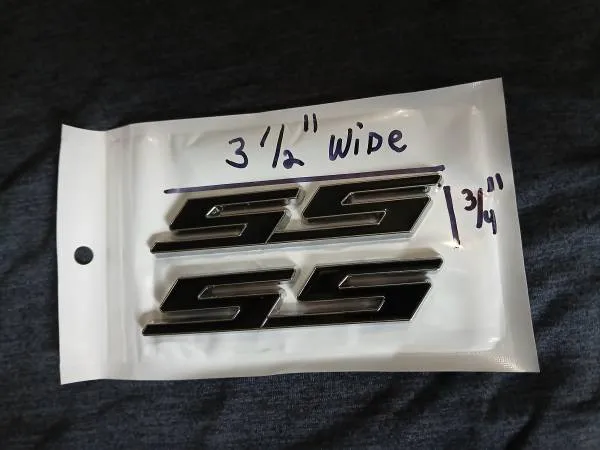 3 1/2" WiDe
SS
3/4"
SS